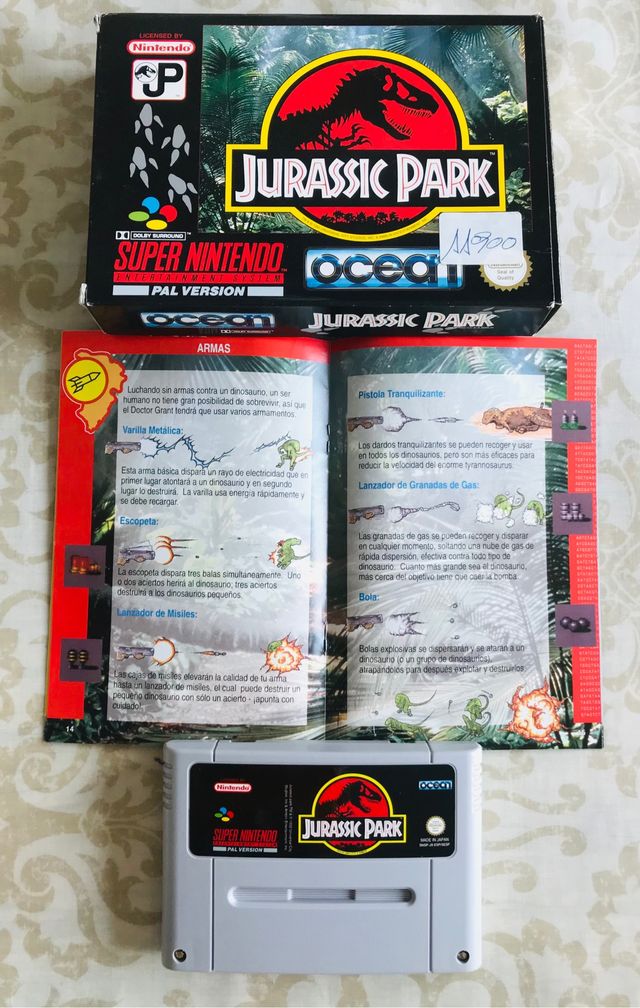 LICENSED BY
Nintendo
JP
JURASSIC PARK
DOLBY SURROUND
SUPER NINTENDO
ENTERTAINMENT SYSTEM
PAL VERSION
ocean
Seal of
Quality
ocean
JURASSIC PARK
ARMAS
Luchando sin armas contra un dinosaurio, un ser
humano no tiene gran posibilidad de sobrevivir, así que
el Doctor Grant tendrá que usar varios armamentos.
Varilla Metálica:
Esta arma básica dispara un rayo de electricidad que en
primer lugar atontará a un dinosaurio y en segundo
lugar lo destruirá. La varilla usa energía rápidamente y
se debe recargar.
Escopeta:
La escopeta dispara tres balas simultaneamente. Uno
o dos aciertos herirá al dinosaurio, tres aciertos
destruirá a los dinosaurios pequeños.
Lanzador de Misiles:
Las cajas de misiles elevarán la calidad de tu arma
hasta un lanzador de misiles, el cual puede destruir un
pequeño dinosaurio con sólo un acierto - ¡apunta con
cuidado!
14
Pistola Tranquilizante:
Los dardos tranquilizantes se pueden recoger y usar
en todos los dinosaurios, pero son más eficaces para
reducir la velocidad del enorme tyrannosaurus.
Lanzador de Granadas de Gas:
Las granadas de gas se pueden recoger y disparar
en cualquier momento, soltando una nube de gas de
rápida dispersión, efectiva contra todo tipo de
dinosaurio. Cuanto más grande sea el dinosaurio,
más cerca del objetivo tiene que caer la bomba.
Bola:
Bolas explosivas se dispersarán y se atarán a un
dinosaurio (o un grupo de dinosaurios),
atrapándolos para después explotar y destruirlos.
Nintendo
SUPER NINTENDO
ENTERTAINMENT SYSTEM
PAL VERSION
JURASSIC PARK
ocean
MADE IN JAPAN